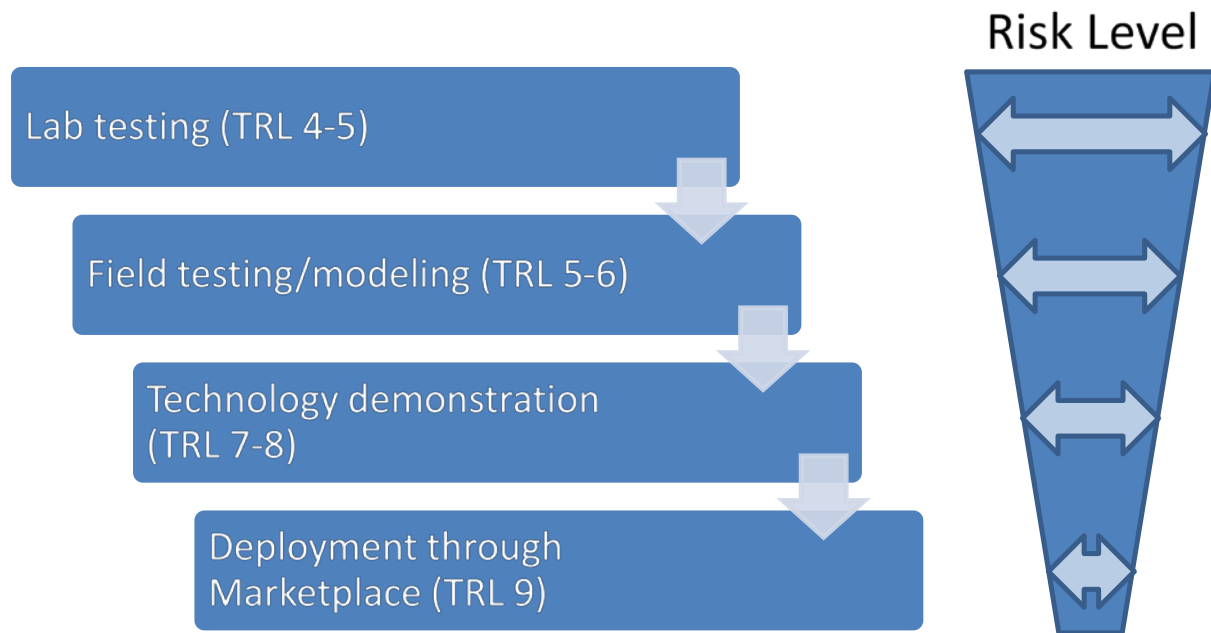 Risk Level
Lab testing (TRL 4-5)
Field testing/modeling (TRL 5-6)
Technology demonstration
(TRL 7-8)
Deployment through
Marketplace (TRL 9)